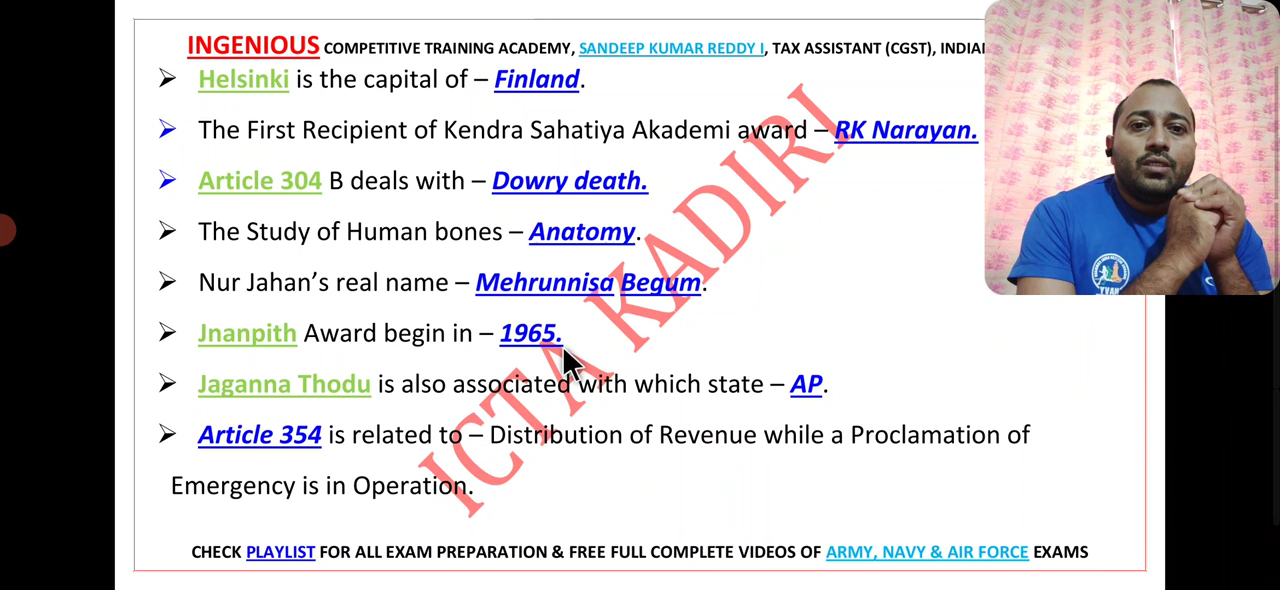 INGENIOUS COMPETITIVE TRAINING ACADEMY, SANDEEP KUMAR REDDY I, TAX ASSISTANT (CGST),
➢ Helsinki is the capital of – Finland.
➢ The First Recipient of Kendra Sahatiya Akademi award – RK Narayan.
➢ Article 304 B deals with – Dowry death.
➢ The Study of Human bones – Anatomy.
➢ Nur Jahan’s real name – Mehrunnisa Begum.
➢ Jnanpith Award begin in – 1965.
➢ Jaganna Thodu is also associated with which state – AP.
➢ Article 354 is related to – Distribution of Revenue while a Proclamation of
Emergency is in Operation.
ICTA KADIRI
CHECK PLAYLIST FOR ALL EXAM PREPARATION & FREE FULL COMPLETE VIDEOS OF ARMY, NAVY & AIR FORCE EXAMS